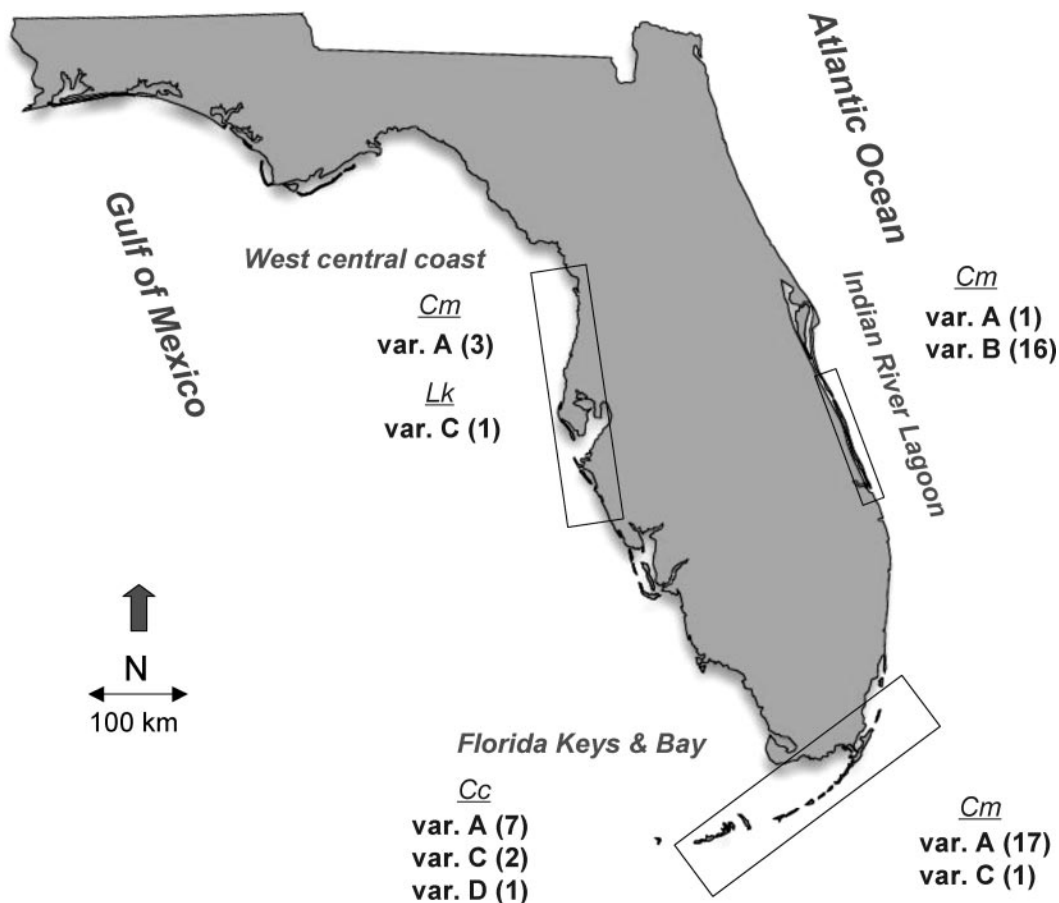 Atlantic Ocean
Gulf of Mexico
West central coast
Cm
var. A (3)
Lk
var. C (1)
Indian River Lagoon
Cm
var. A (1)
var. B (16)
N
100 km
Florida Keys & Bay
Cc
var. A (7)
var. C (2)
var. D (1)
Cm
var. A (17)
var. C (1)